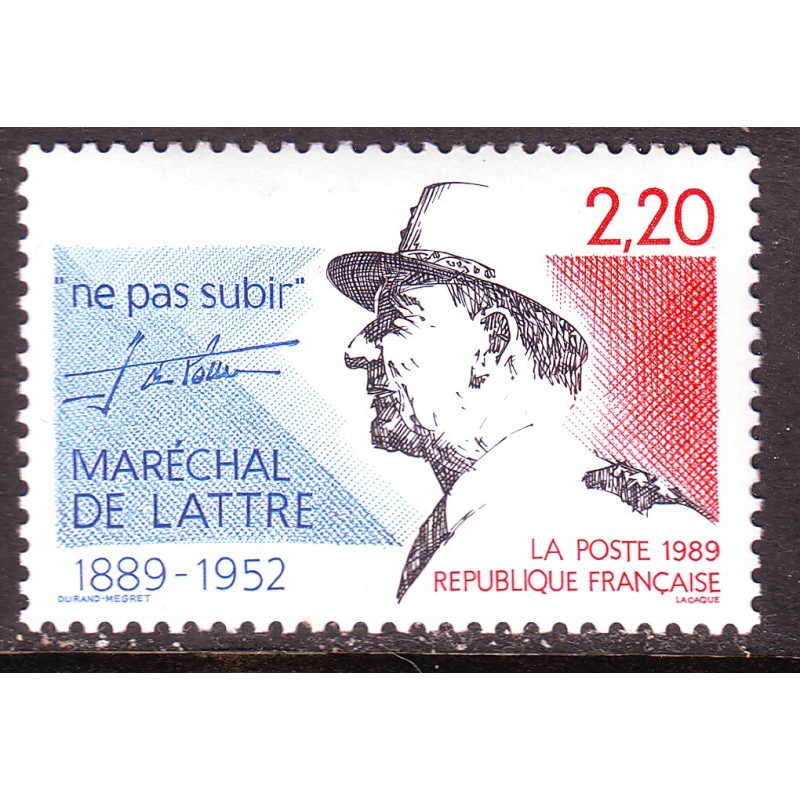 2,20
"ne pas subir"
MARÉCHAL
DE LATTRE
1889-1952
DURAND-MEGRET
LA POSTE 1989
REPUBLIQUE FRANÇAISE
LACAQUE